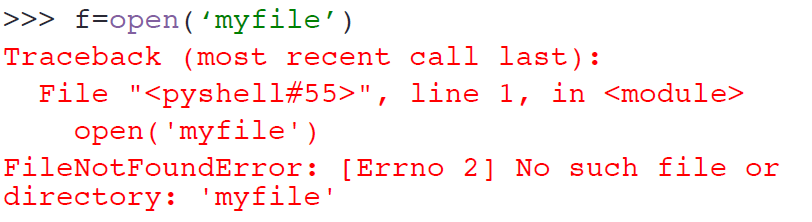 >>> f=open(‘myfile’)
Traceback (most recent call last):
  File "<pyshell#55>", line 1, in <module>
    open('myfile')
FileNotFoundError: [Errno 2] No such file or
directory: 'myfile'